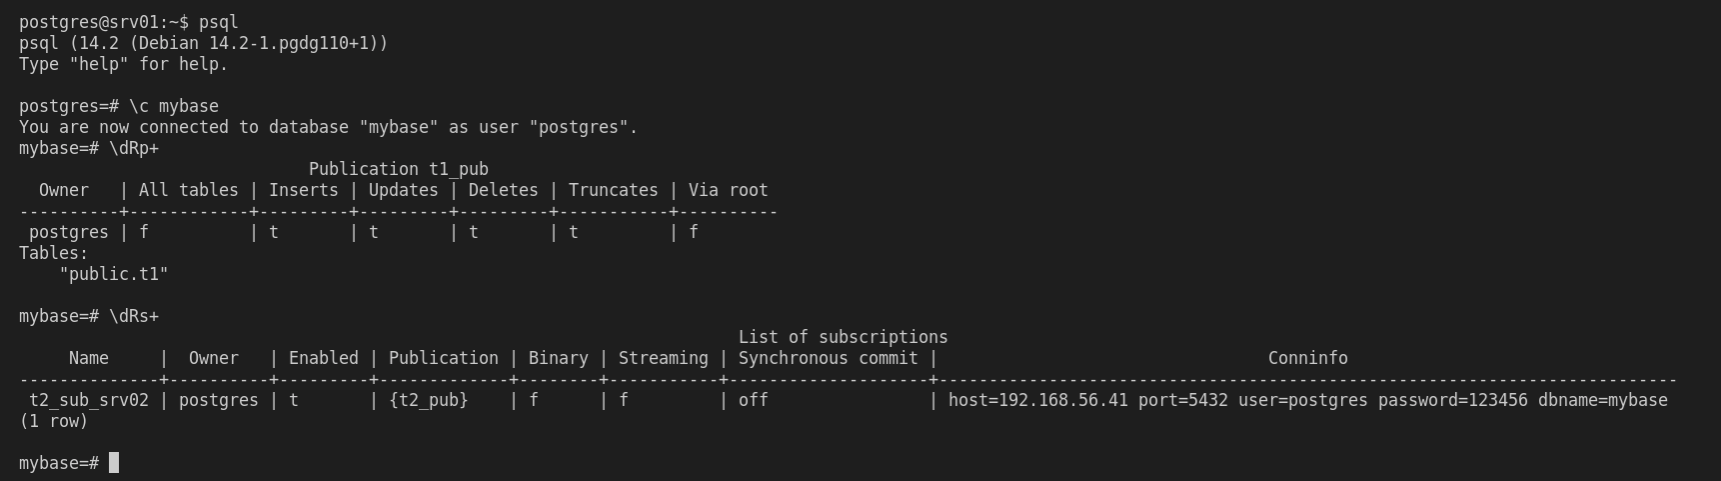 postgres@srv01:~$ psql
psql (14.2 (Debian 14.2-1.pgdg110+1))
Type "help" for help.

postgres=# \c mybase
You are now connected to database "mybase" as user "postgres".
mybase=# \dRp+
                             Publication t1_pub
  Owner   | All tables | Inserts | Updates | Deletes | Truncates | Via root
----------+------------+---------+---------+---------+-----------+----------
 postgres | f          | t       | t       | t       | t         | f
Tables:
    "public.t1"

mybase=# \dRs+
                                                                        List of subscriptions
     Name     |  Owner   | Enabled | Publication | Binary | Streaming | Synchronous commit |                                 Conninfo
--------------+----------+---------+-------------+--------+-----------+--------------------+--------------------------------------------------------------------------
 t2_sub_srv02 | postgres | t       | {t2_pub}    | f      | f         | off                | host=192.168.56.41 port=5432 user=postgres password=123456 dbname=mybase
(1 row)

mybase=#